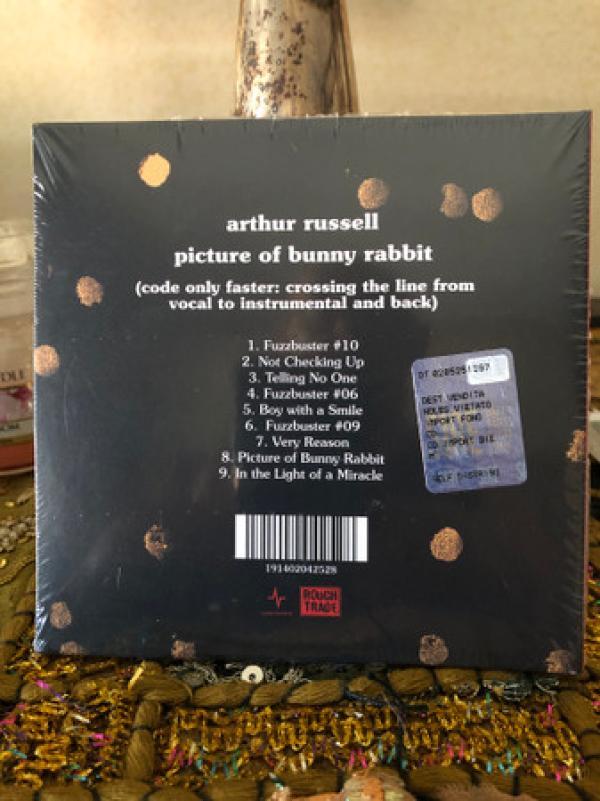 arthur russell
picture of bunny rabbit
(code only faster: crossing the line from
vocal to instrumental and back)
1. Fuzzbuster #10
2. Not Checking Up
3. Telling No One
4. Fuzzbuster #06
5. Boy with a Smile
6. Fuzzbuster #09
7. Very Reason
8. Picture of Bunny Rabbit
9. In the Light of a Miracle
DEST VENDITA
191402042528
ROUGH
TRADE